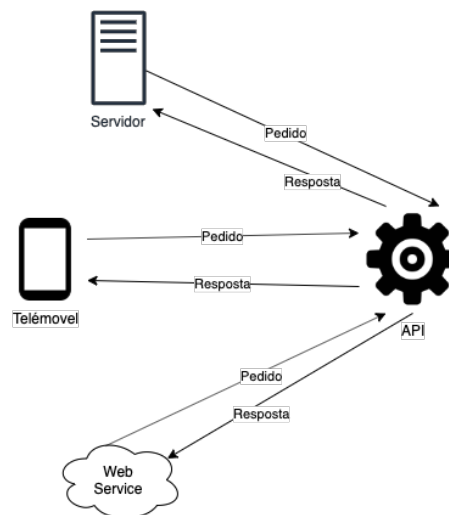 Servidor
Pedido
Resposta
Pedido
Resposta
Telémovel
API
Pedido
Resposta
Web
Service